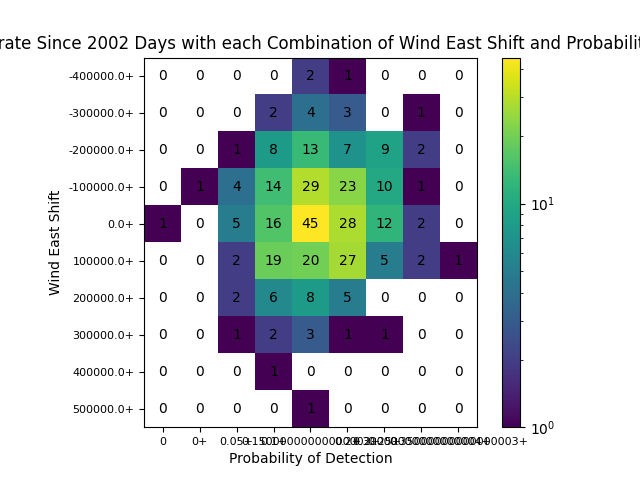 rate Since 2002 Days with each Combination of Wind East Shift and Probabilit
-400000.0+ 0 0 0 0 2 1 0 0 0
-300000.0+ 0 0 0 2 4 3 0 1 0
-200000.0+ 0 0 1 8 13 7 9 2 0
-100000.0+ 0 1 4 14 29 23 10 1 0
0.0+ 1 0 5 16 45 28 12 2 0
100000.0+ 0 0 2 19 20 27 5 2 1
200000.0+ 0 0 2 6 8 5 0 0 0
300000.0+ 0 0 1 2 3 1 1 0 0
400000.0+ 0 0 0 1 0 0 0 0 0
500000.0+ 0 0 0 0 1 0 0 0 0
0 0+
Probability of Detection
Wind East Shift
10^1
10^0